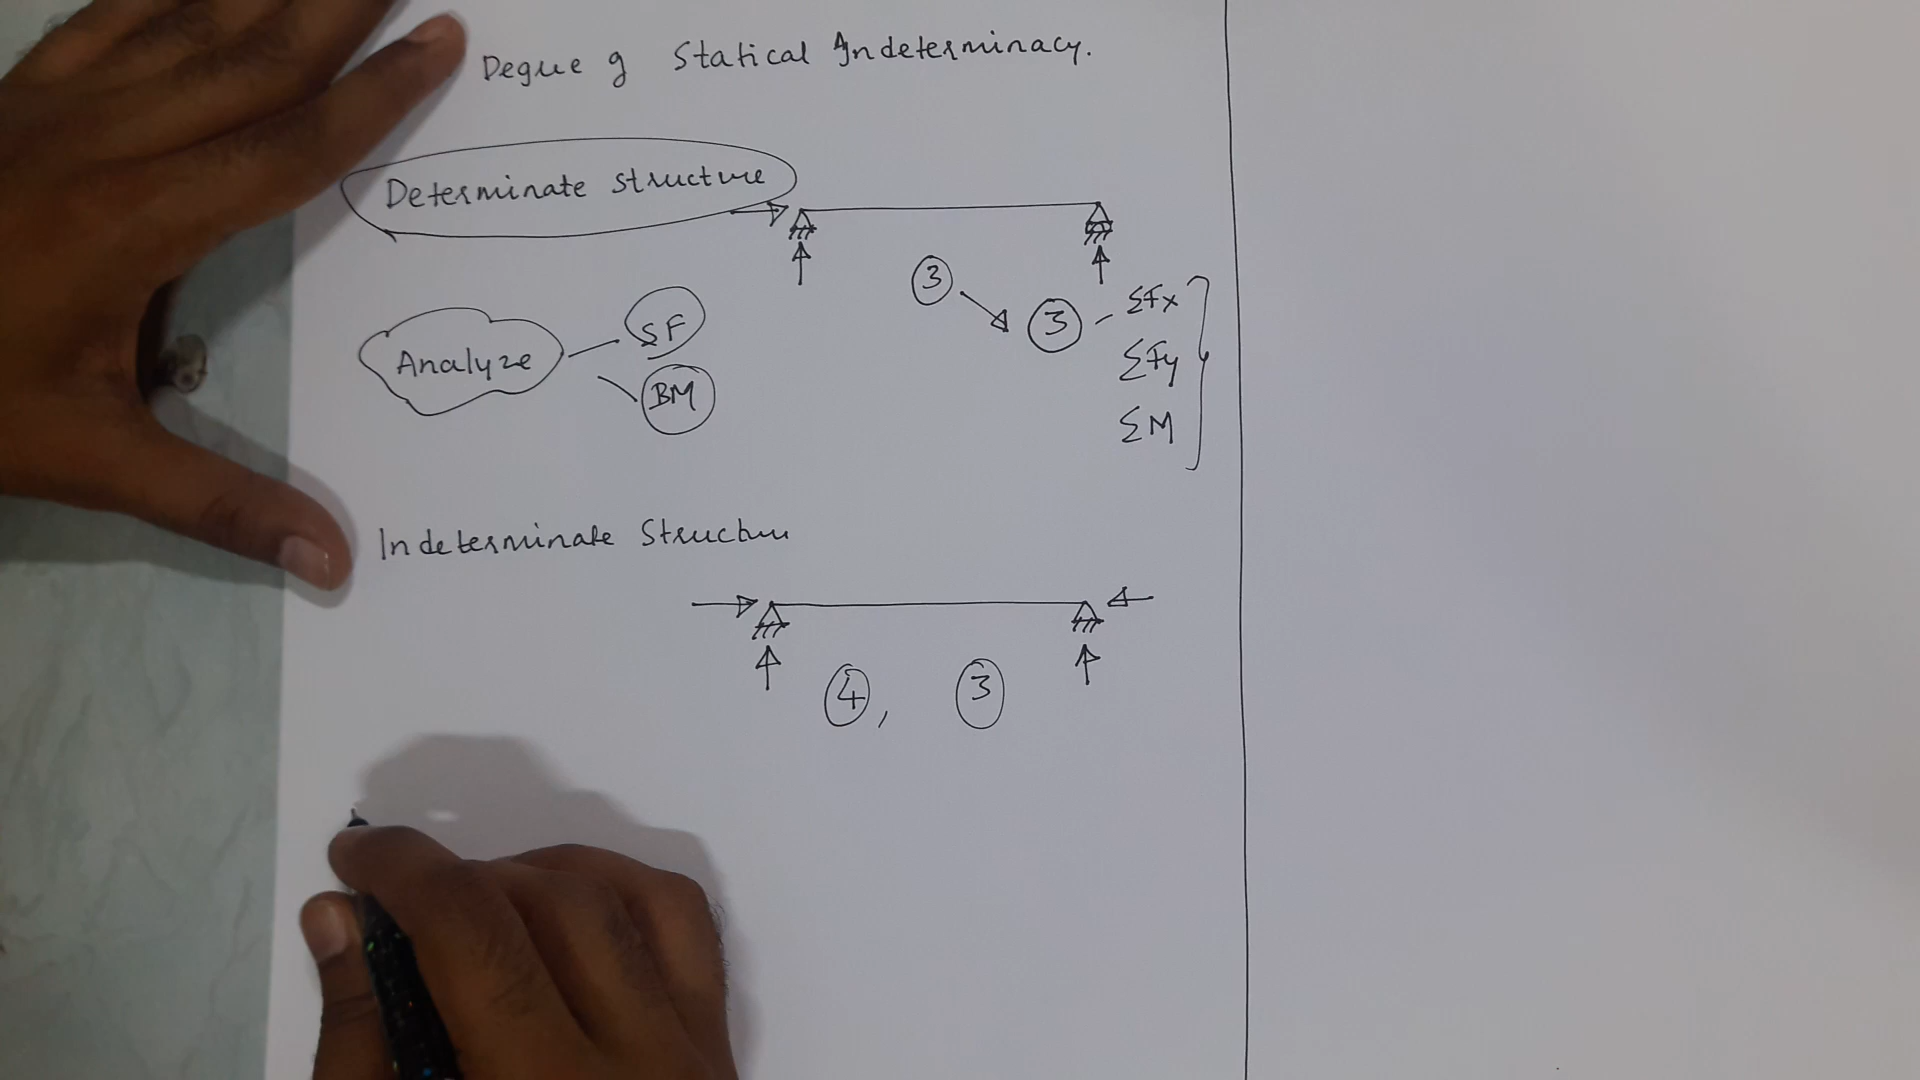 Degree of Statical Indeterminacy.
Determinate structure
3
3 ΣFx
ΣFy
ΣM
Analyze SF
BM
Indeterminate Structure
4, 3